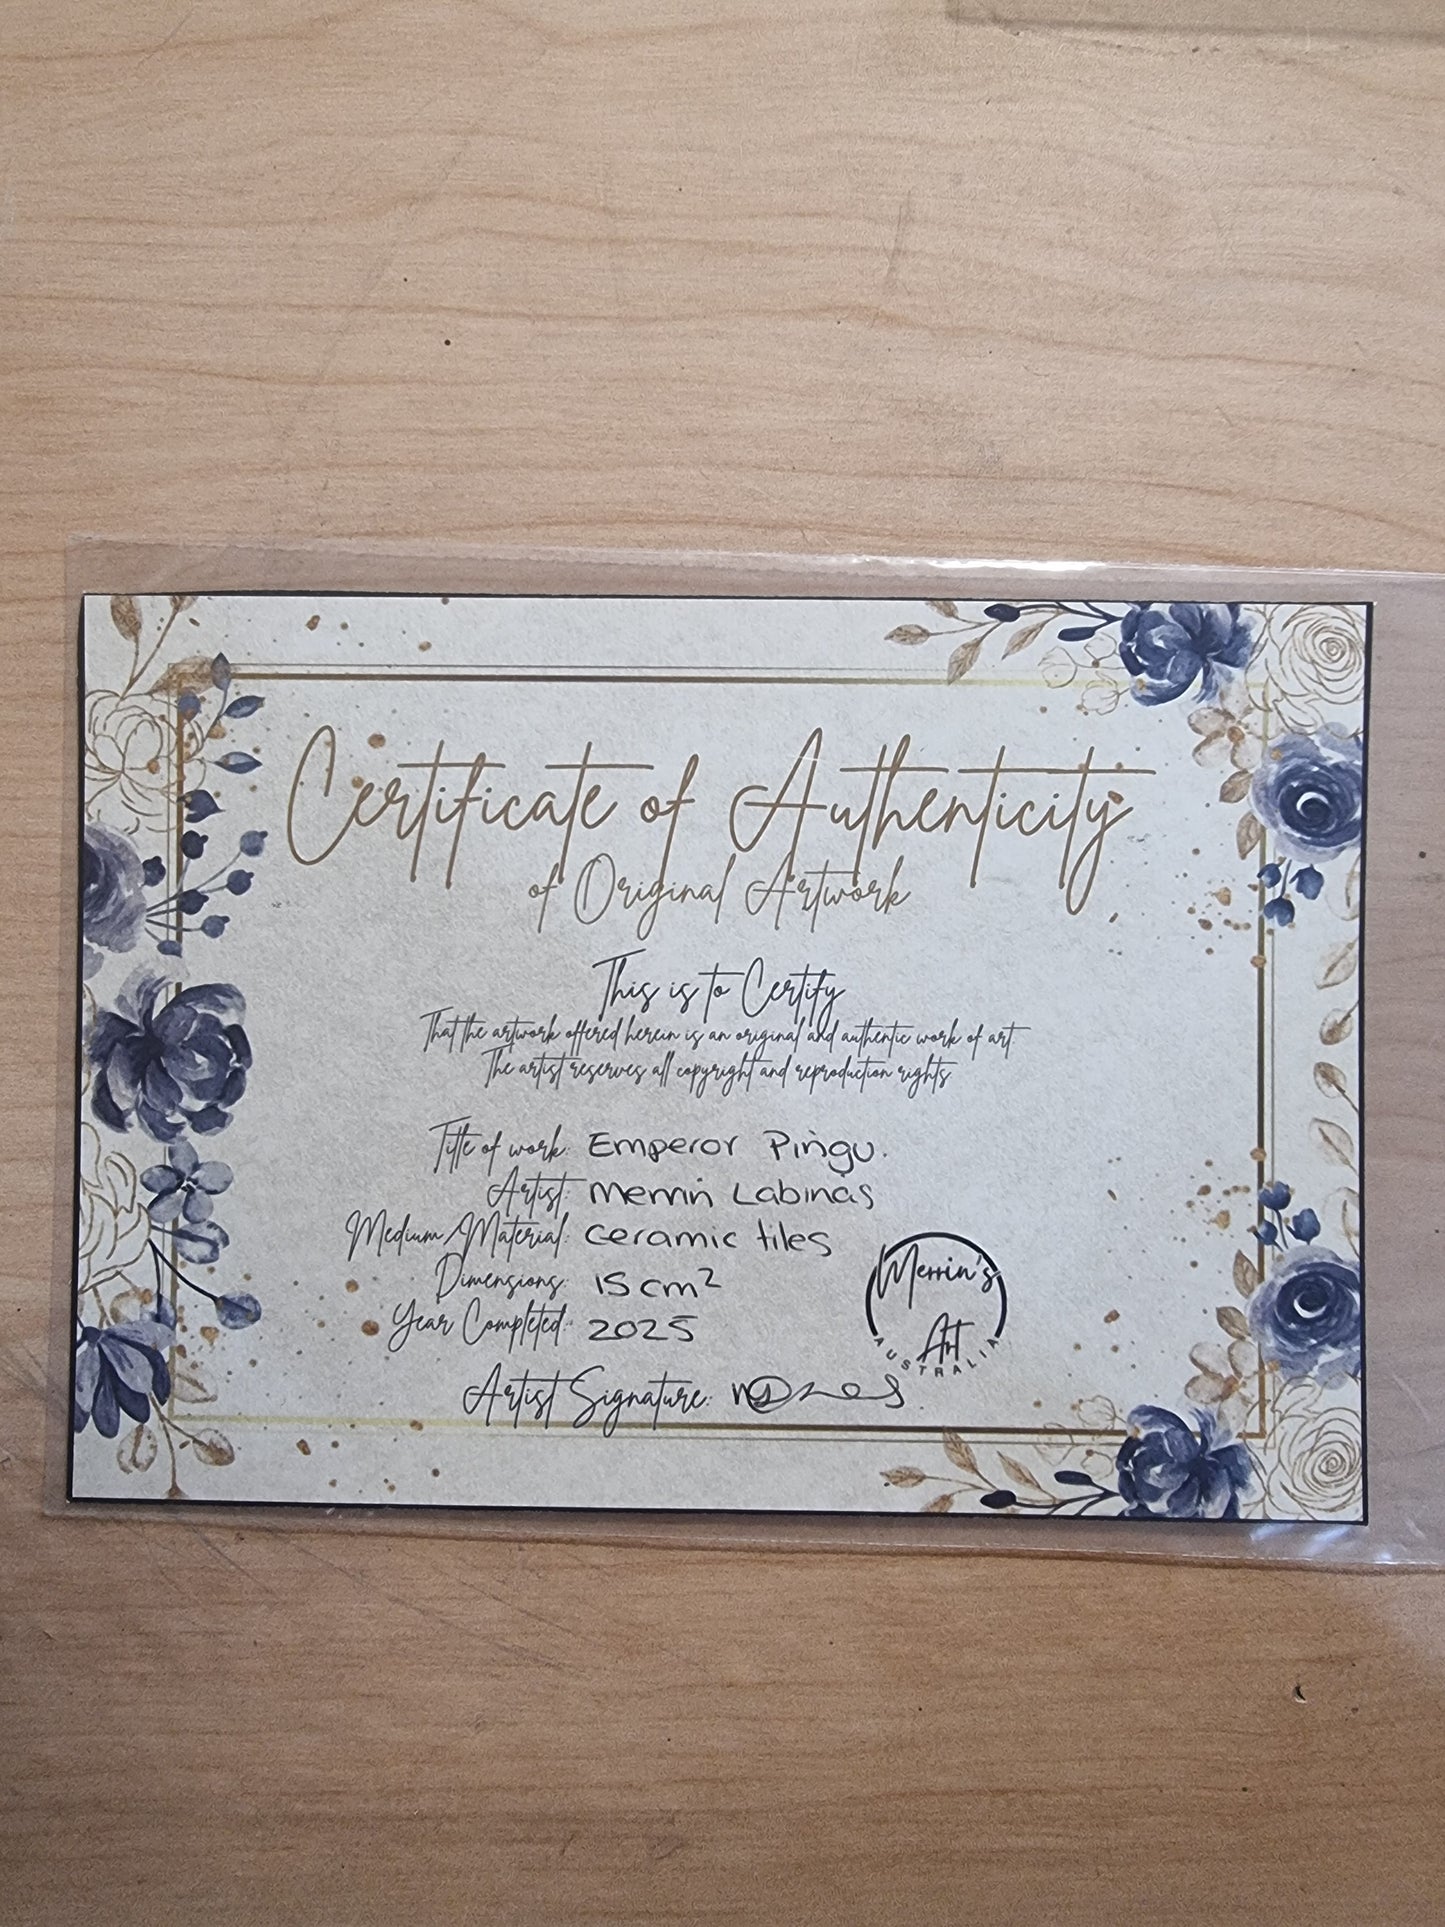 Certificate of Authenticity
of Original Artwork
This is to Certify
That the artwork offered herein is an original and authentic work of art
The artist reserves all copyright and reproduction rights
Title of work: Emperor Pingu.
Artist: Merrin Labinas
Medium/Material: Ceramic tiles
Dimensions: 15cm²
Year Completed: 2025
Merrin's
Art
AUSTRALIA
Artist Signature: